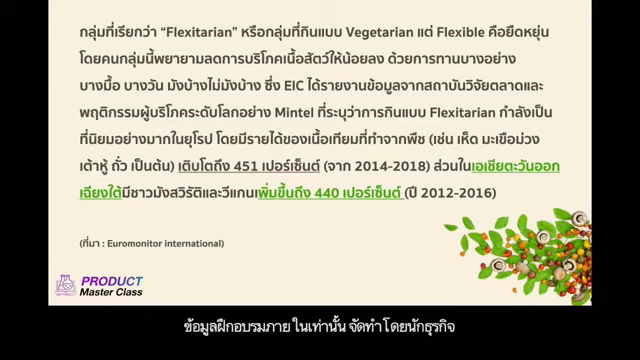 กลุ่มที่เรียกว่า “Flexitarian” หรือกลุ่มที่กินแบบ Vegetarian แต่ Flexible คือยืดหยุ่น
โดยคนกลุ่มนี้พยายามลดการบริโภคเนื้อสัตว์ให้น้อยลง ด้วยการทานบางอย่าง
บางมื้อ บางวัน มังบ้างไม่มังบ้าง ซึ่ง EIC ได้รายงานข้อมูลจากสถาบันวิจัยตลาดและ
พฤติกรรมผู้บริโภคระดับโลกอย่าง Mintel ที่ระบุว่าการกินแบบ Flexitarian กำลังเป็น
ที่นิยมอย่างมากในยุโรป โดยมีรายได้ของเนื้อเทียมที่ทำจากพืช (เช่น เห็ด มะเขือม่วง
เต้าหู้ ถั่ว เป็นต้น) เติบโตถึง 451 เปอร์เซ็นต์ (จาก 2014-2018) ส่วนในเอเชียตะวันออก
เฉียงใต้มีชาวมังสวิรัติและวีแกนเพิ่มขึ้นถึง 440 เปอร์เซ็นต์ (ปี 2012-2016)
(ที่มา : Euromonitor international)
PRODUCT
Master Class
ข้อมูลฝึกอบรมภายในเท่านั้น จัดทำโดยนักธุรกิจ